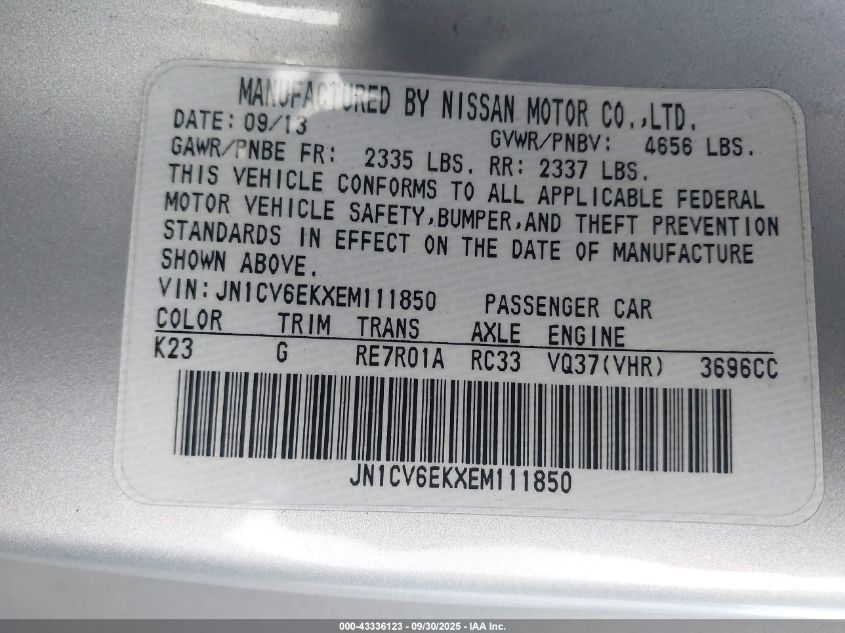 MANUFACTURED BY NISSAN MOTOR CO.,LTD.
DATE: 09/13 GVWR/PNBV: 4656 LBS.
GAWR/PNBE FR: 2335 LBS. RR: 2337 LBS.
THIS VEHICLE CONFORMS TO ALL APPLICABLE FEDERAL
MOTOR VEHICLE SAFETY,BUMPER,AND THEFT PREVENTION
STANDARDS IN EFFECT ON THE DATE OF MANUFACTURE
SHOWN ABOVE.
VIN:JN1CV6EKXEM111850 PASSENGER CAR
COLOR TRIM TRANS AXLE ENGINE
K23 G RE7R01A RC33 VQ37(VHR) 3696CC
JN1CV6EKXEM111850
000-43336123 - 09/30/2025 - IAA Inc.